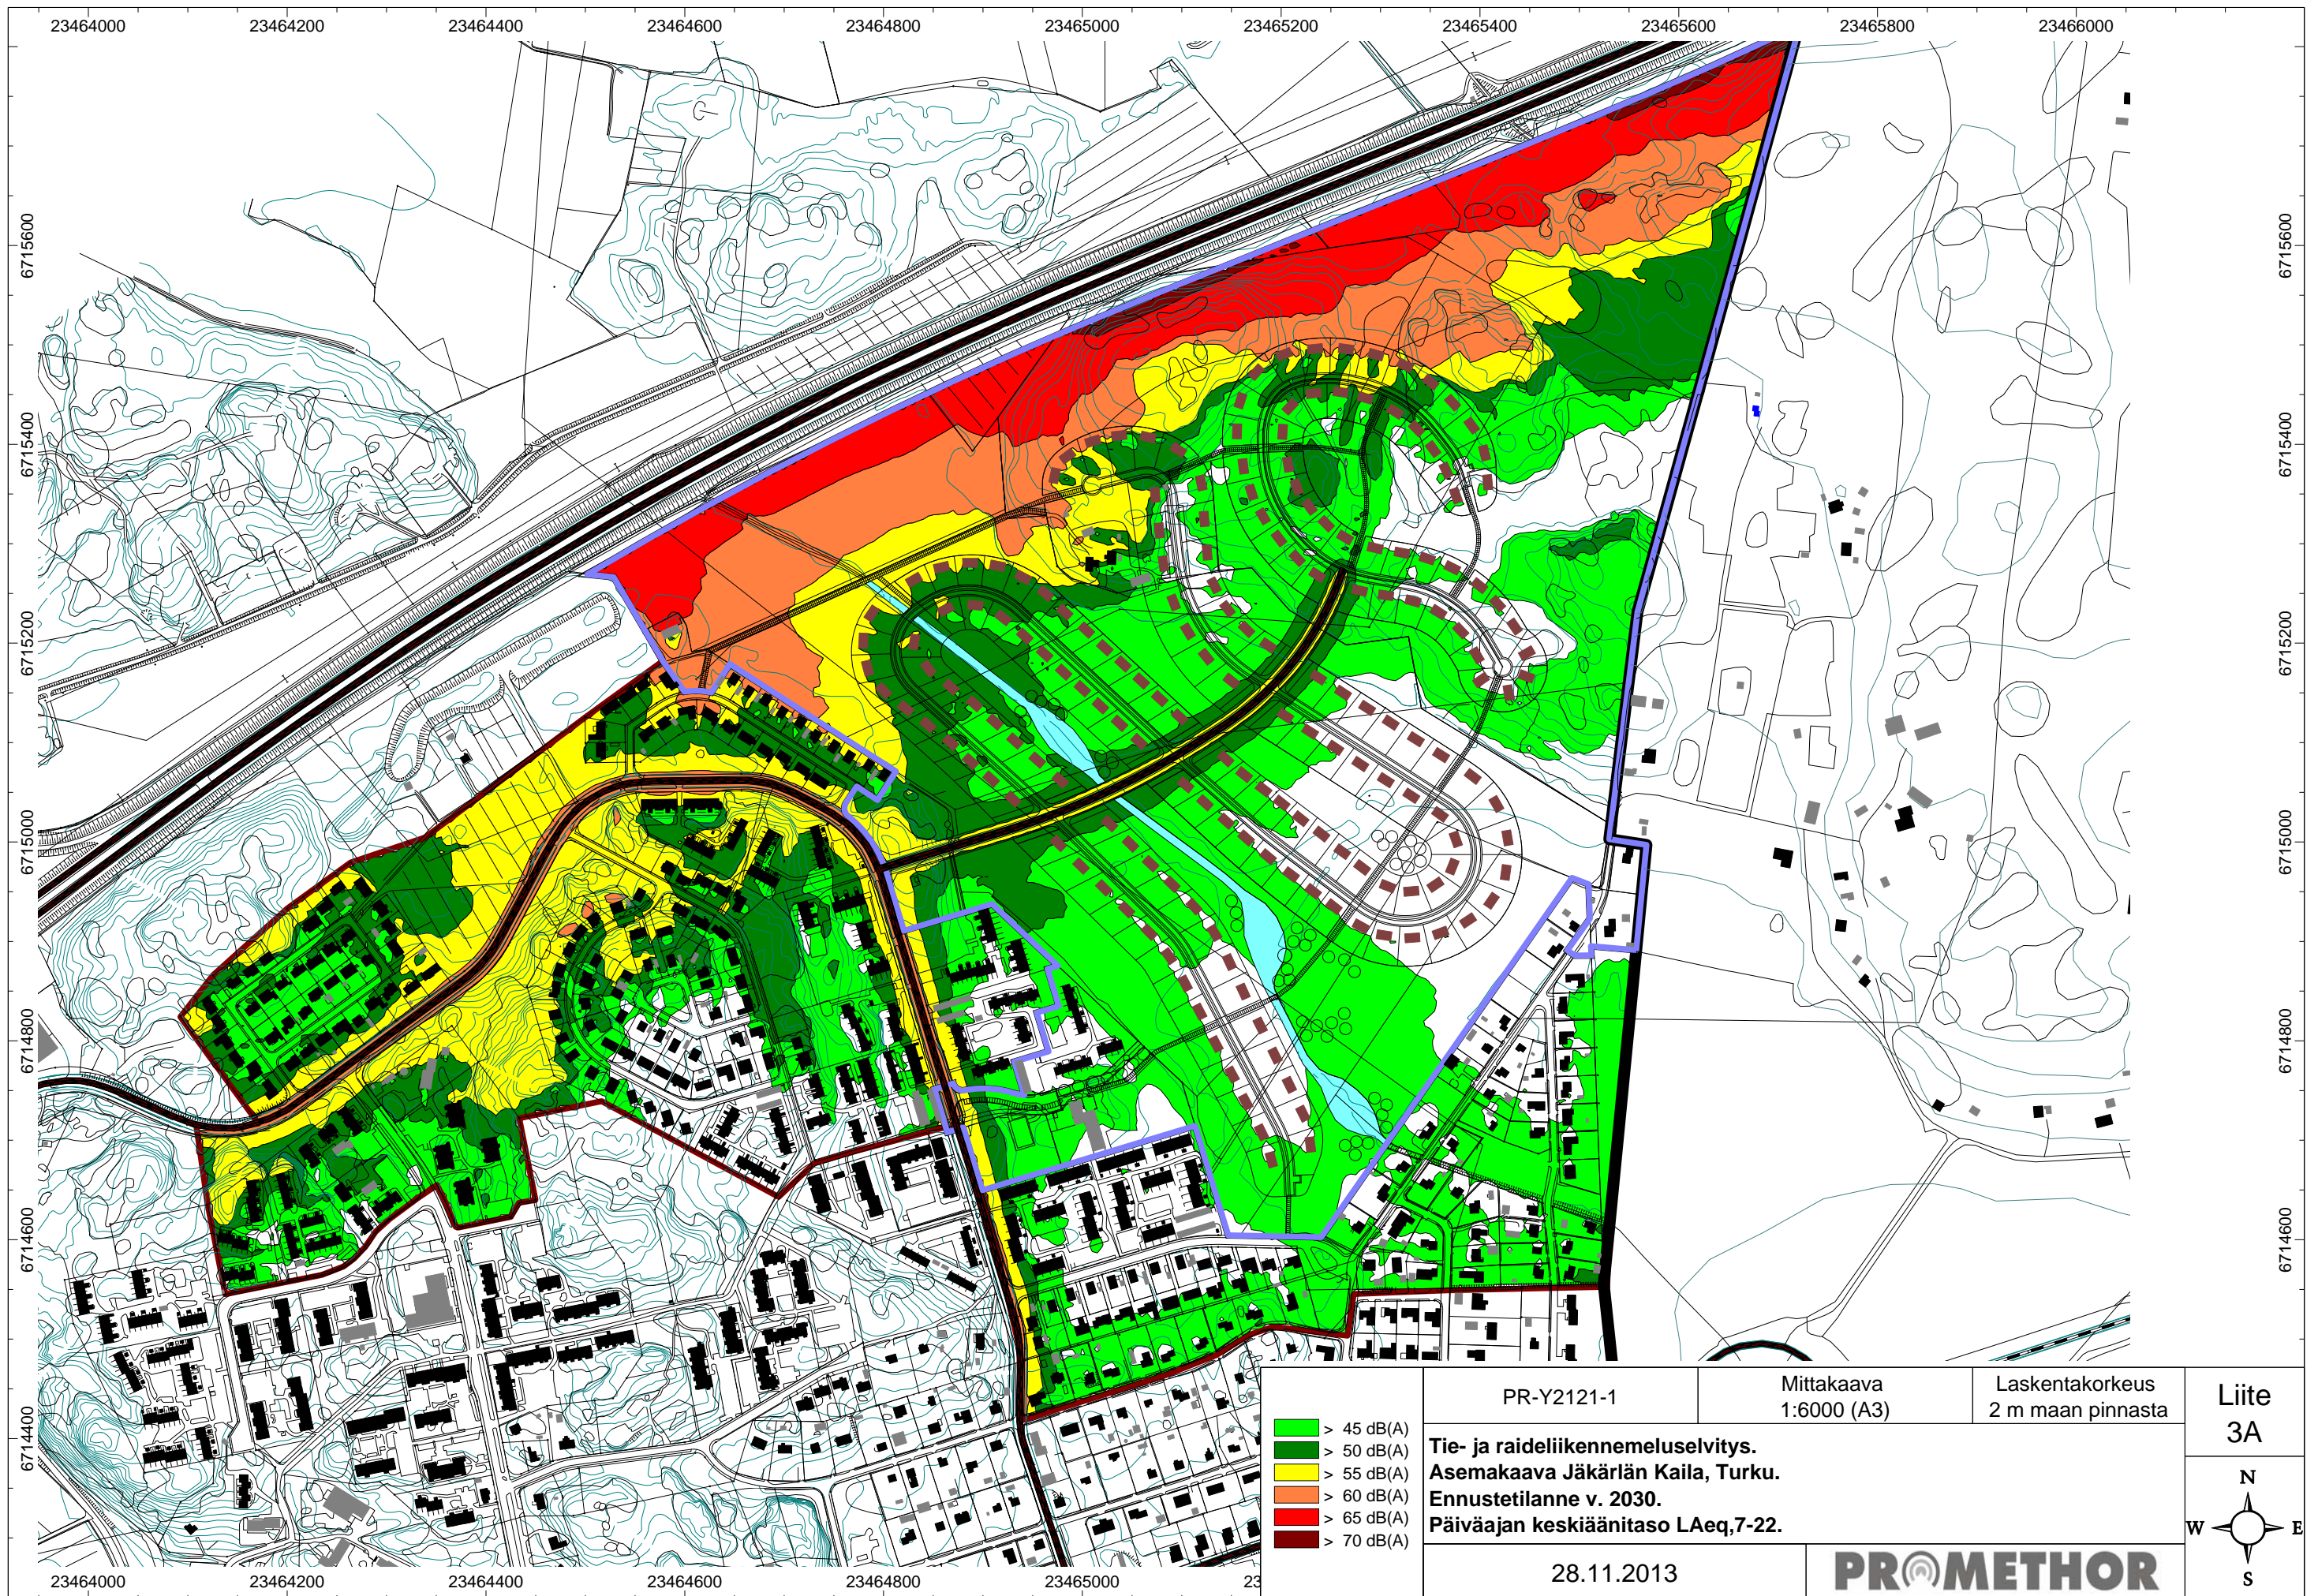 23464000 23464200 23464400 23464600 23464800 23465000 23465200 23465400 23465600 23465800 23466000
6715600 6715600
6715400 6715400
6715200 6715200
6715000 6715000
6714800 6714800
6714600 6714600
6714400
23464000 23464200 23464400 23464600 23464800 23465000 23
> 45 dB(A)
> 50 dB(A)
> 55 dB(A)
> 60 dB(A)
> 65 dB(A)
> 70 dB(A)
PR-Y2121-1
Mittakaava
1:6000 (A3)
Laskentakorkeus
2 m maan pinnasta
Liite
3A
Tie- ja raideliikennemeluselvitys.
Asemakaava Jäkärlän Kaila, Turku.
Ennustetilanne v. 2030.
Päiväajan keskiäänitaso LAeq,7-22.
28.11.2013
PROMETHOR
N
W E
S